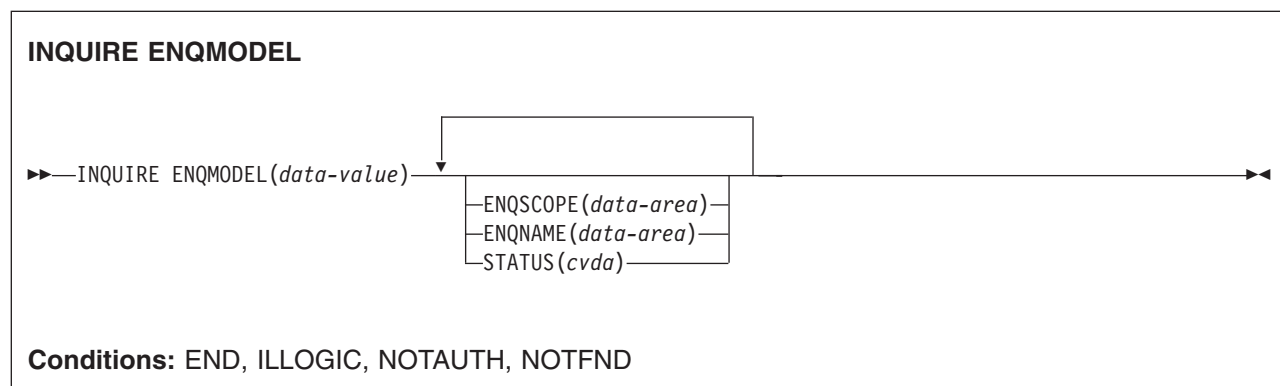 INQUIRE ENQMODEL
INQUIRE ENQMODEL(data-value)
ENQSCOPE(data-area)
ENQNAME(data-area)
STATUS(cvda)
Conditions: END, ILLOGIC, NOTAUTH, NOTFND